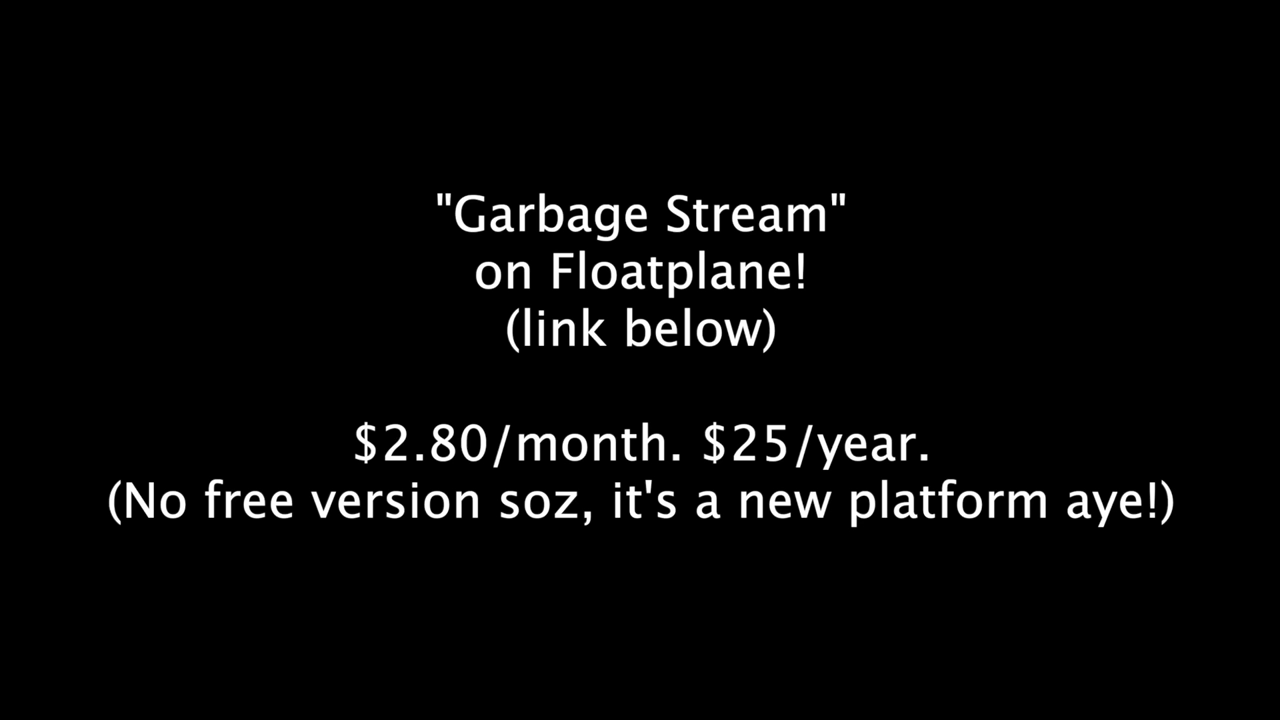 "Garbage Stream"
on Floatplane!
(link below)
$2.80/month. $25/year.
(No free version soz, it's a new platform aye!)